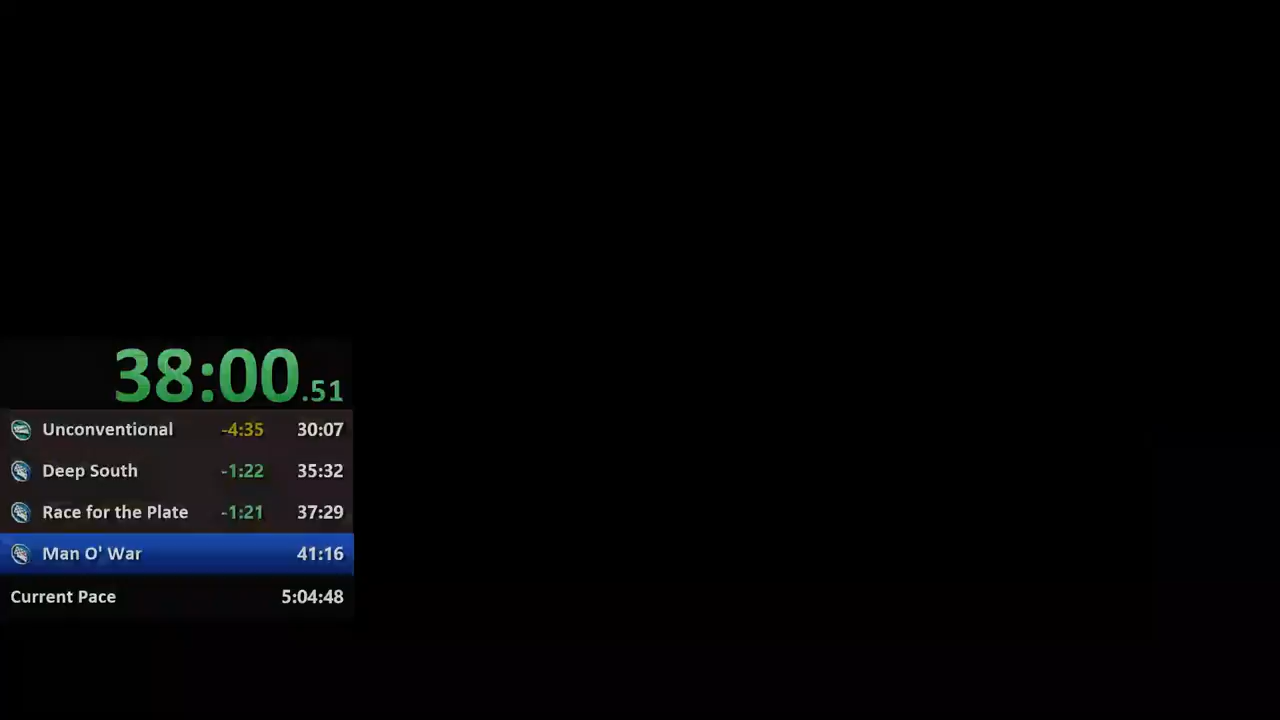 38:00.51
Unconventional -4:35 30:07
Deep South -1:22 35:32
Race for the Plate -1:21 37:29
Man O' War 41:16
Current Pace 5:04:48